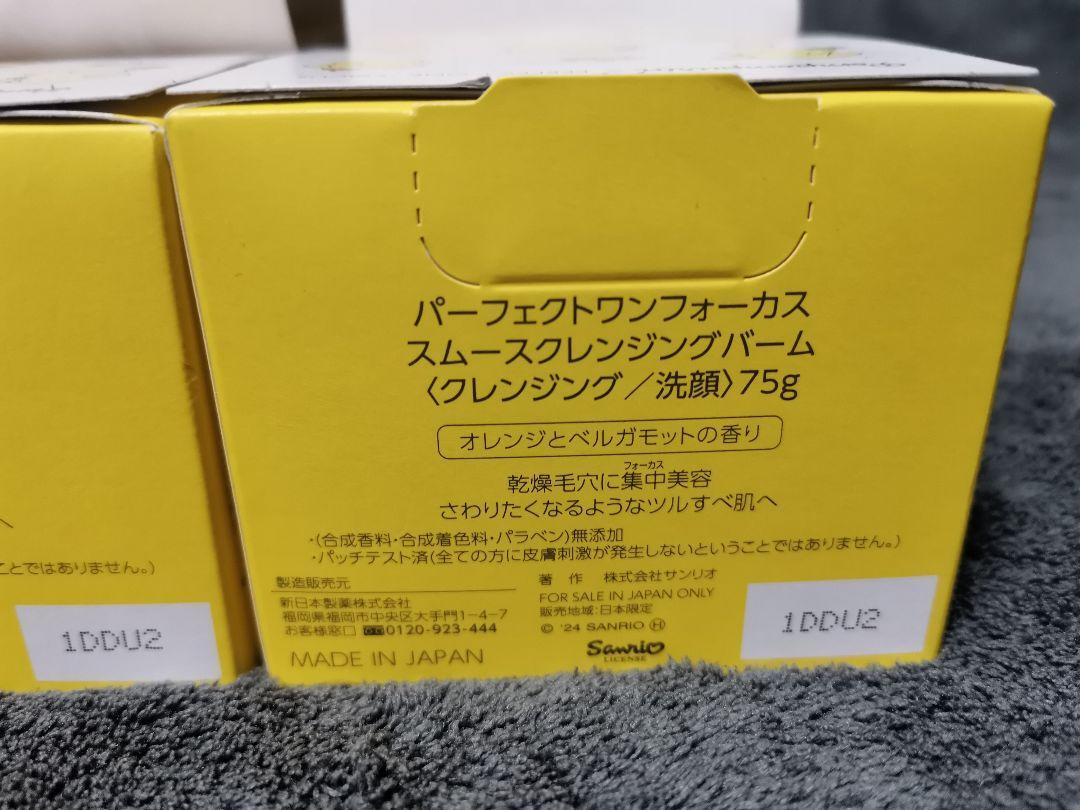 パーフェクトワンフォーカス
スムースクレンジングバーム
〈クレンジング／洗顔〉75g
オレンジとベルガモットの香り
フォーカス
乾燥毛穴に集中美容
さわりたくなるようなツルすべ肌へ
・(合成香料・合成着色料・パラベン)無添加
・パッチテスト済(全ての方に皮膚刺激が発生しないということではありません。)
製造販売元
新日本製薬株式会社
福岡県福岡市中央区大手門1-4-7
お客様窓口 0120-923-444
MADE IN JAPAN
著作 株式会社サンリオ
FOR SALE IN JAPAN ONLY
販売地域:日本限定
© '24 SANRIO Ⓗ
Sanrio
LICENSE
1DDU2
へ
ことではありません。)
1DDU2